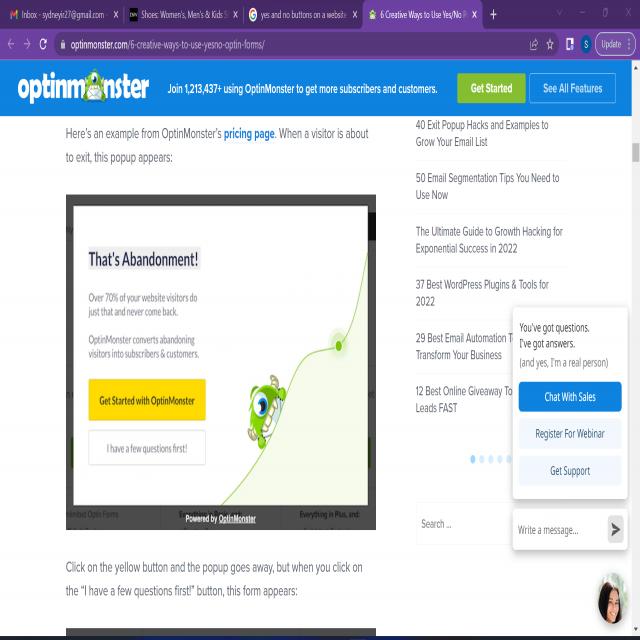 Inbox - sydneyir27@gmail.com -
Shoes: Women's, Men's & Kids S
yes and no buttons on a website
6 Creative Ways to Use Yes/No P
optinmonster.com/6-creative-ways-to-use-yesno-optin-forms/
S
Update
optinmonster
Join 1,213,437+ using OptinMonster to get more subscribers and customers.
Get Started
See All Features
Here's an example from OptinMonster's pricing page. When a visitor is about
to exit, this popup appears:
That's Abandonment!
Over 70% of your website visitors do
just that and never come back.
OptinMonster converts abandoning
visitors into subscribers & customers.
Get Started with OptinMonster
I have a few questions first!
Unlimited Optin Forms
Everything in Plus, and:
Powered by OptinMonster
Click on the yellow button and the popup goes away, but when you click on
the "I have a few questions first!" button, this form appears:
40 Exit Popup Hacks and Examples to
Grow Your Email List
50 Email Segmentation Tips You Need to
Use Now
The Ultimate Guide to Growth Hacking for
Exponential Success in 2022
37 Best WordPress Plugins & Tools for
2022
29 Best Email Automation T
Transform Your Business
12 Best Online Giveaway To
Leads FAST
Search ...
You've got questions.
I've got answers.
(and yes, I'm a real person)
Chat With Sales
Register For Webinar
Get Support
Write a message...